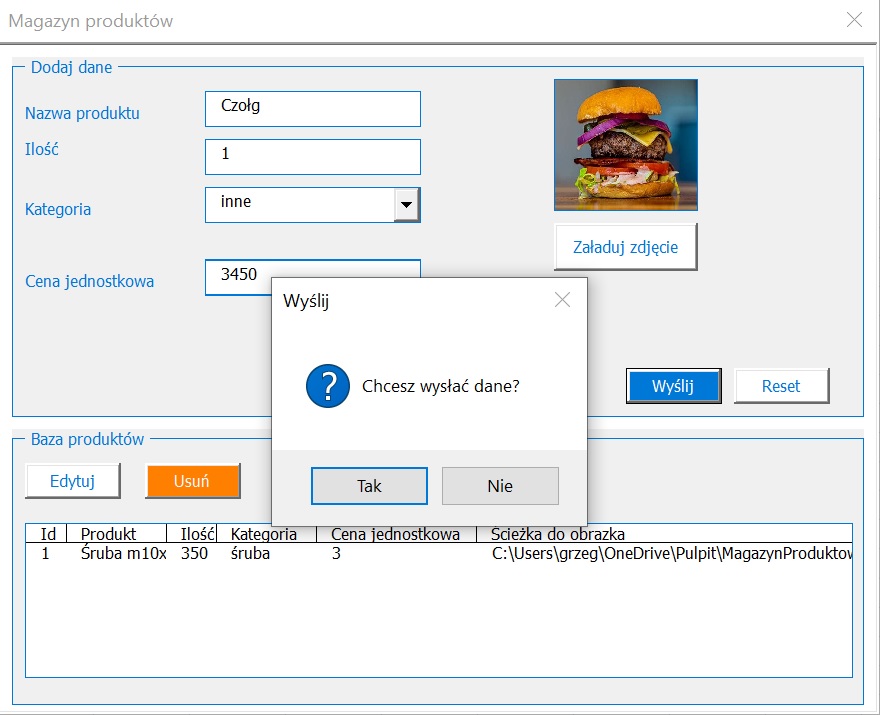 Magazyn produktów
Dodaj dane
Nazwa produktu Czołg
Ilość 1
Kategoria inne
Załaduj zdjęcie
Cena jednostkowa 3450
Wyślij
Chcesz wysłać dane?
Tak Nie
Wyślij Reset
Baza produktów
Edytuj Usuń
Id Produkt Ilość Kategoria Cena jednostkowa Scieżka do obrazka
1 Śruba m10x 350 śruba 3 C:\Users\grzeg\OneDrive\Pulpit\MagazynProduktow